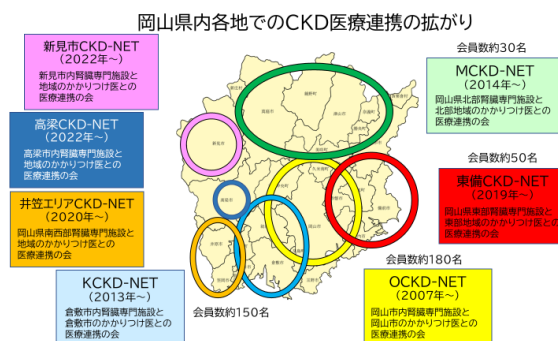 岡山県内各地でのCKD医療連携の拡がり
新見市CKD-NET
(2022年~)
新見市内腎臓専門施設と
地域のかかりつけ医との
医療連携の会
高梁CKD-NET
(2022年~)
高梁市内腎臓専門施設と
地域のかかりつけ医との
医療連携の会
井笠エリアCKD-NET
(2020年~)
岡山県南西部腎臓専門施設と
地域のかかりつけ医との
医療連携の会
KCKD-NET
(2013年~)
倉敷市内腎臓専門施設と
倉敷市のかかりつけ医との
医療連携の会
会員数約150名
会員数約30名
MCKD-NET
(2014年~)
岡山県北部腎臓専門施設と
北部地域のかかりつけ医との
医療連携の会
会員数約50名
東備CKD-NET
(2019年~)
岡山県東部腎臓専門施設と
東部地域のかかりつけ医との
医療連携の会
会員数約180名
OCKD-NET
(2007年~)
岡山市内腎臓専門施設と
岡山市のかかりつけ医との
医療連携の会
新見市
高梁市
岡山市
倉敷市